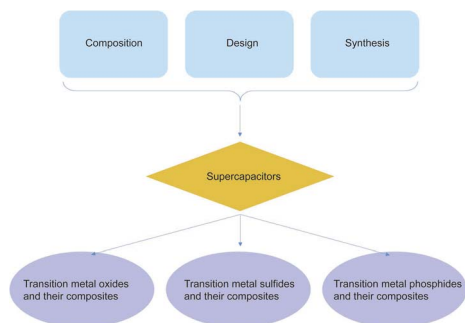 Composition
Design
Synthesis
Supercapacitors
Transition metal oxides
and their composites
Transition metal sulfides
and their composites
Transition metal phosphides
and their composites